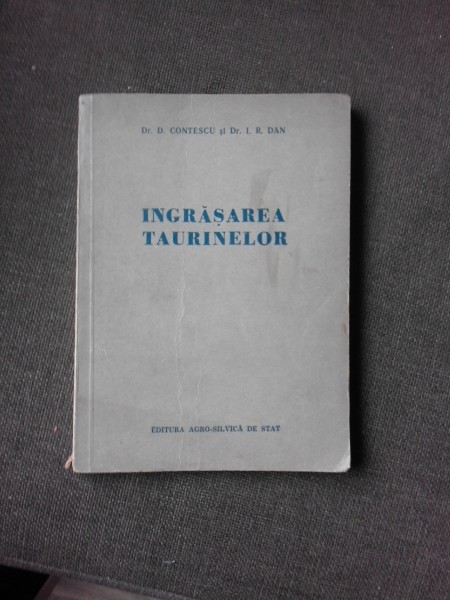 Dr. D. CONTESCU și Dr. I. R. DAN
INGRĂȘAREA
TAURINELOR
EDITURA AGRO-SILVICĂ DE STAT